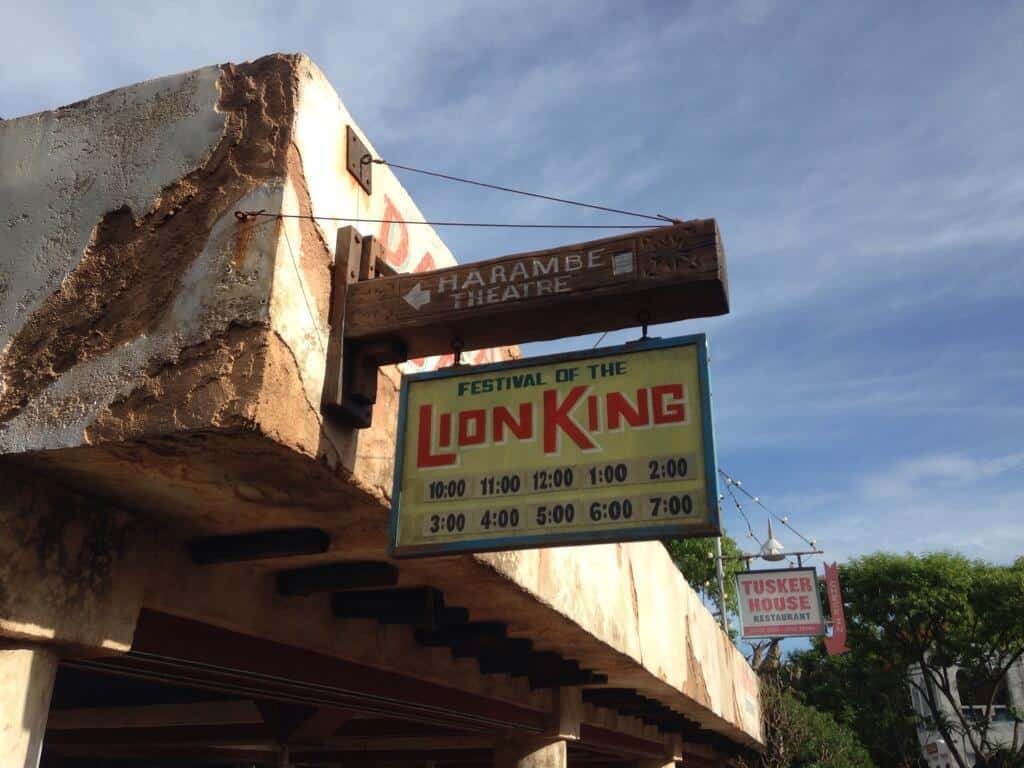 HARAMBE
THEATRE
FESTIVAL OF THE
LION KING
10:00 11:00 12:00 1:00 2:00
3:00 4:00 5:00 6:00 7:00
TUSKER
HOUSE
RESTAURANT